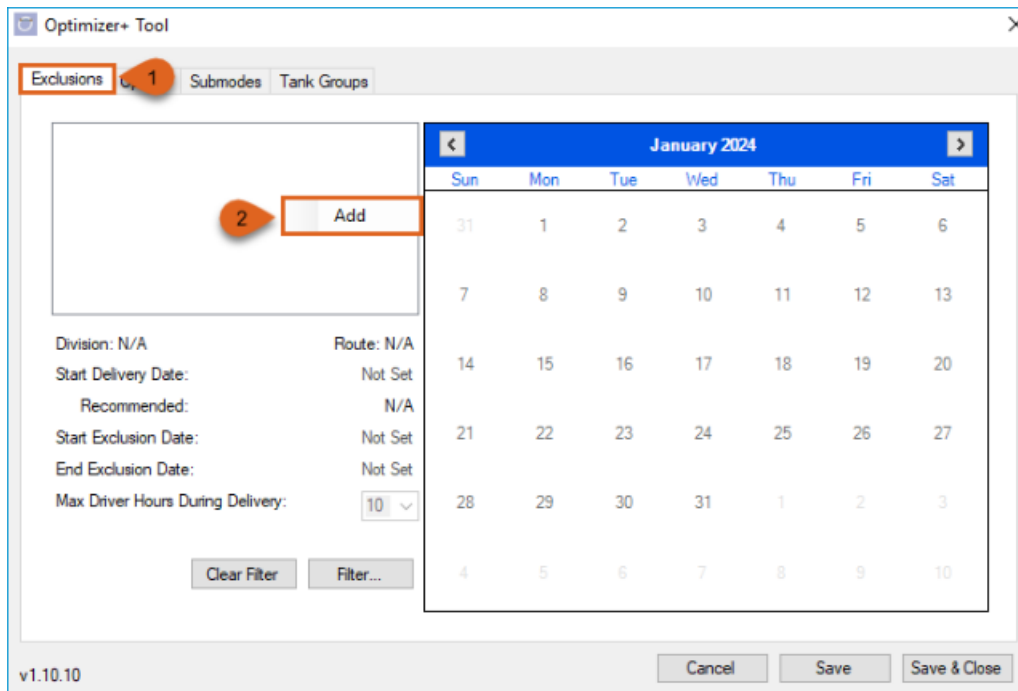 Optimizer+ Tool
Exclusions 1 Submodes Tank Groups
January 2024
Sun Mon Tue Wed Thu Fri Sat
2 Add
31 1 2 3 4 5 6
7 8 9 10 11 12 13
Division: N/A Route: N/A
Start Delivery Date: Not Set
14 15 16 17 18 19 20
Recommended: N/A
Start Exclusion Date: Not Set
21 22 23 24 25 26 27
End Exclusion Date: Not Set
Max Driver Hours During Delivery: 10
28 29 30 31 1 2 3
Clear Filter Filter...
4 5 6 7 8 9 10
v1.10.10
Cancel Save Save & Close